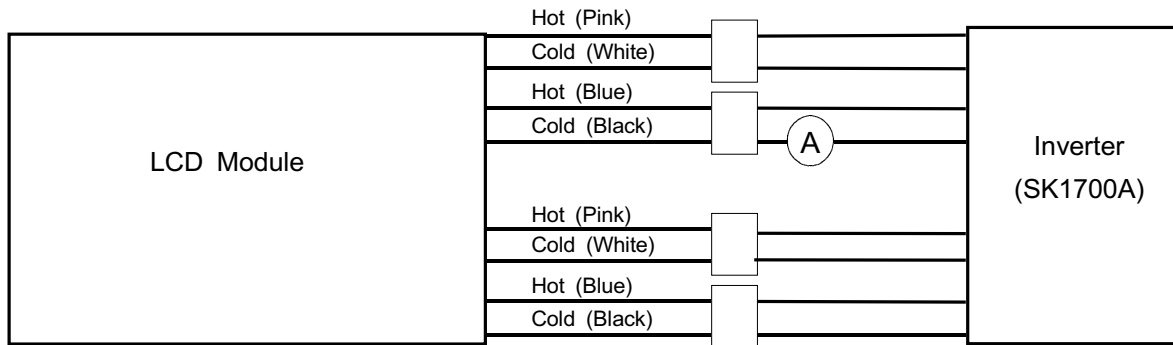 Hot (Pink)
Cold (White)
Hot (Blue)
Cold (Black)
A
LCD Module
Inverter
(SK1700A)
Hot (Pink)
Cold (White)
Hot (Blue)
Cold (Black)